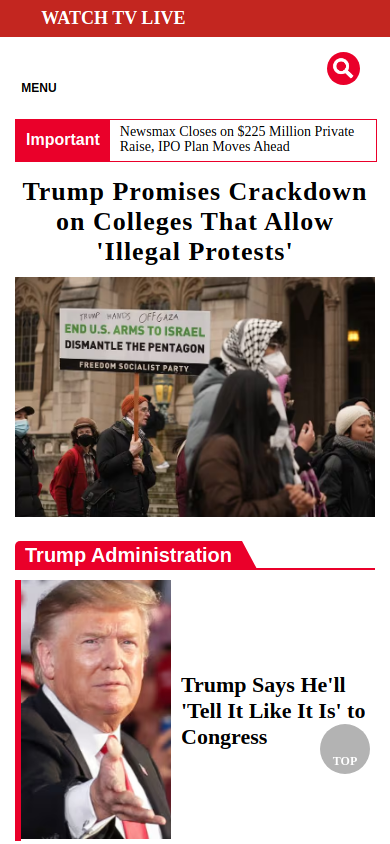 WATCH TV LIVE
MENU
Important
Newsmax Closes on $225 Million Private
Raise, IPO Plan Moves Ahead
Trump Promises Crackdown
on Colleges That Allow
'Illegal Protests'
TRUMP HANDS OFF GAZA
END U.S. ARMS TO ISRAEL
DISMANTLE THE PENTAGON
FREEDOM SOCIALIST PARTY
Trump Administration
Trump Says He'll
'Tell It Like It Is' to
Congress
TOP